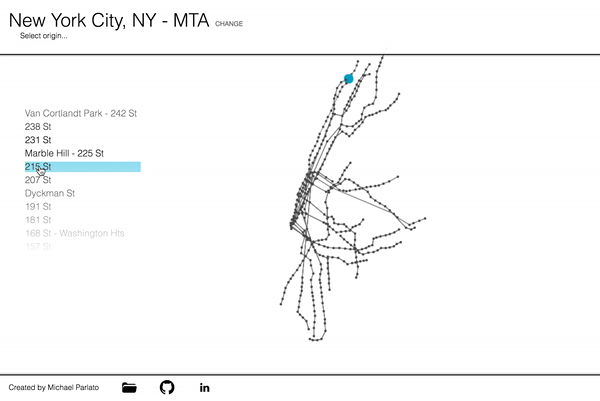 New York City, NY - MTA CHANGE
Select origin...
Van Cortlandt Park - 242 St
238 St
231 St
Marble Hill - 225 St
215 St
207 St
Dyckman St
191 St
181 St
168 St - Washington Hts
157 St
Created by Michael Parlato
in